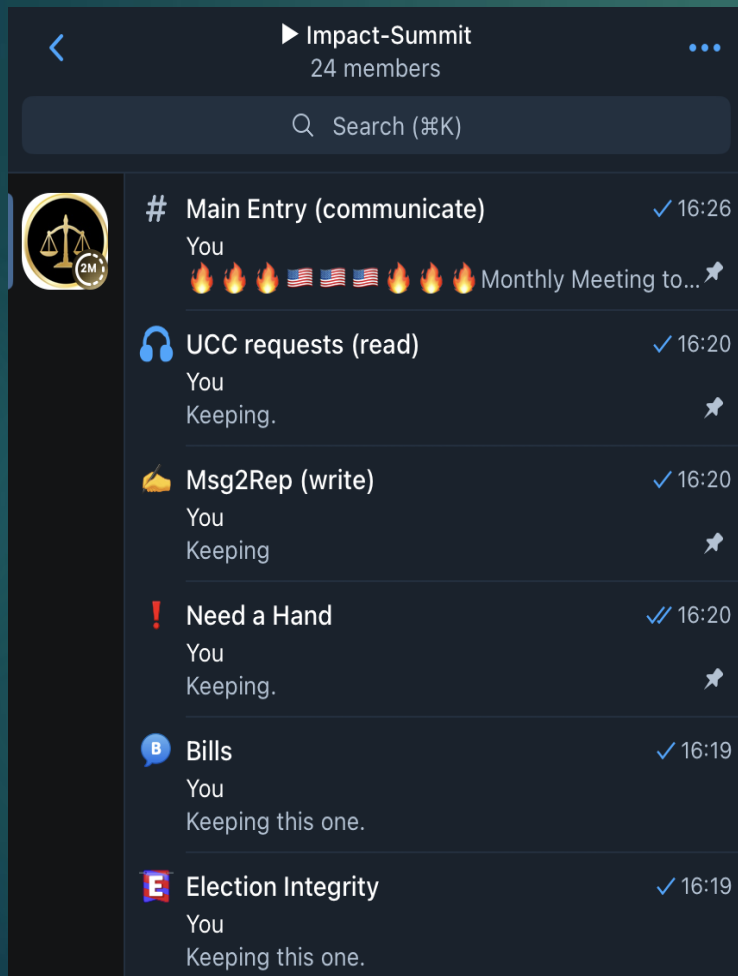 ▶ Impact-Summit
24 members
Search (⌘K)
2M
# Main Entry (communicate) 16:26
You
🔥🔥🔥🇺🇸🇺🇸🇺🇸🔥🔥🔥Monthly Meeting to...
UCC requests (read) 16:20
You
Keeping.
Msg2Rep (write) 16:20
You
Keeping
❗ Need a Hand 16:20
You
Keeping.
B Bills 16:19
You
Keeping this one.
E Election Integrity 16:19
You
Keeping this one.